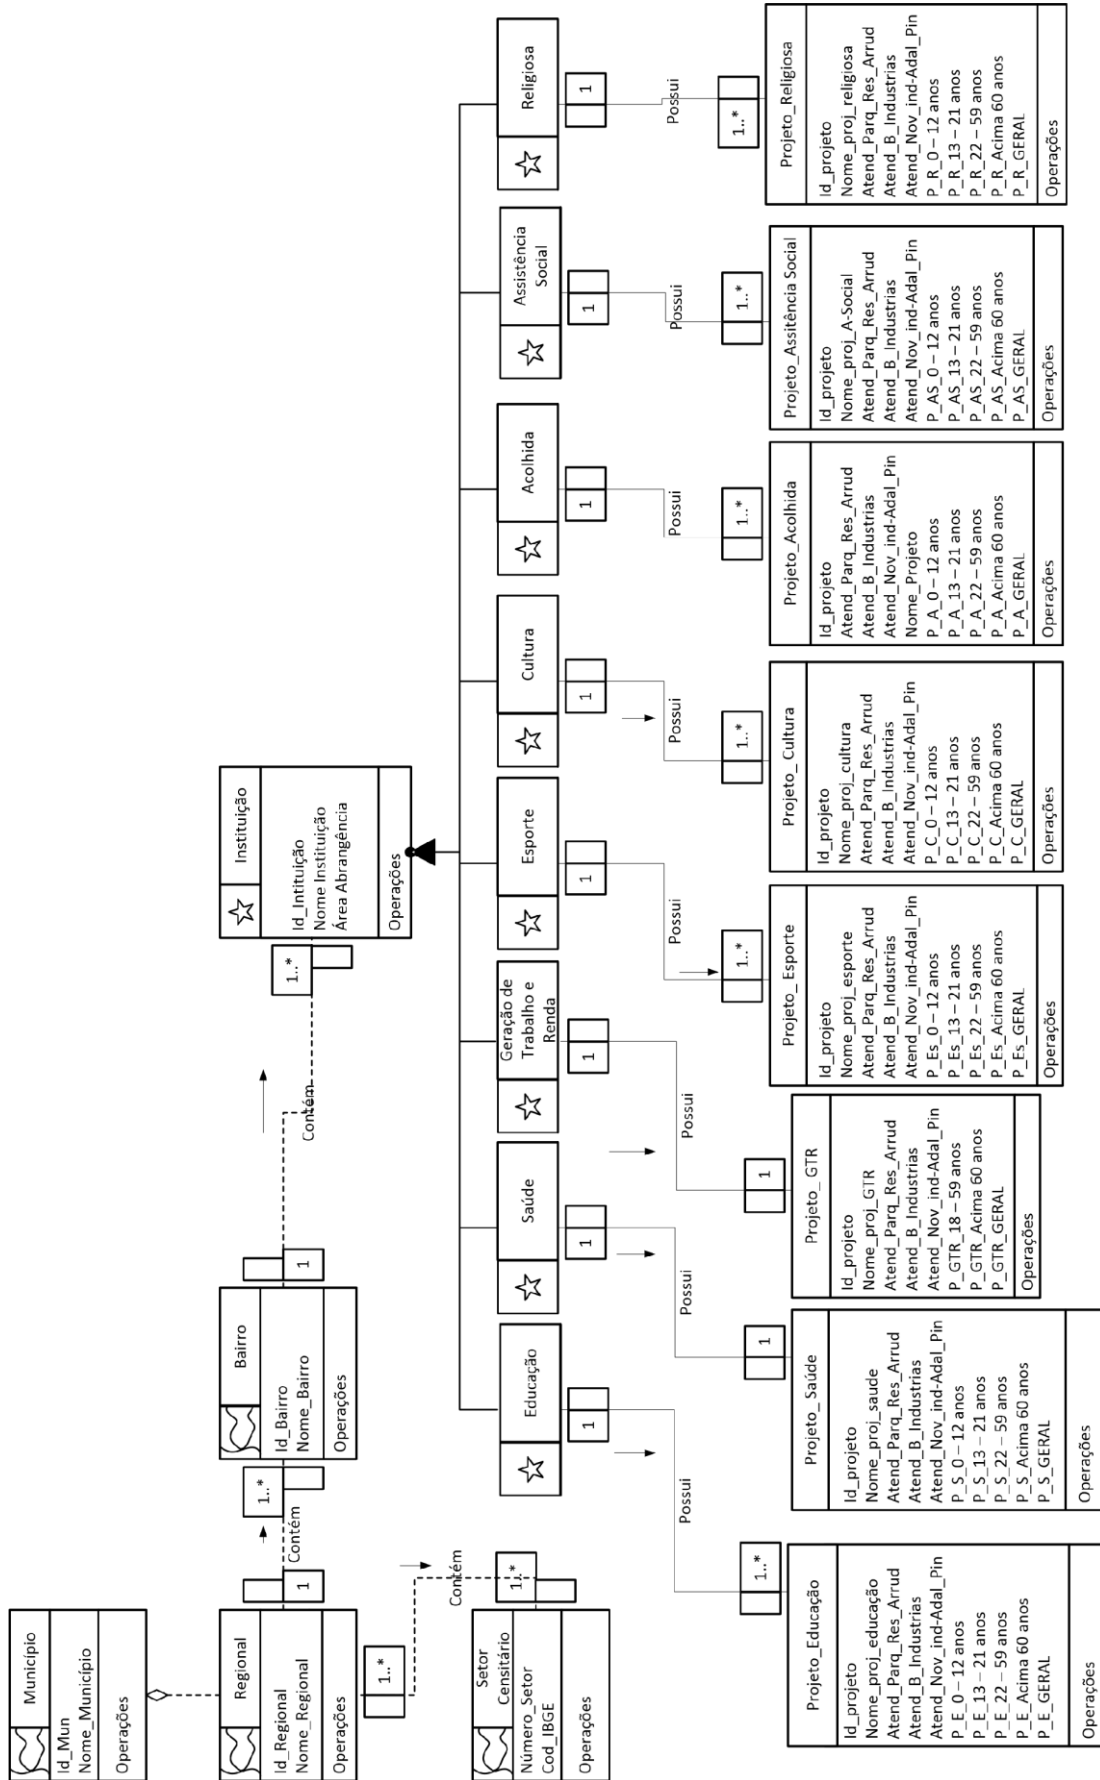 Município
Id_Mun
Nome_Município
Operações
Regional
Id_Regional
Nome_Regional
Operações
1
Contém
1..*
Bairro
Id_Bairro
Nome_Bairro
Operações
1
Contém
1..*
Instituição
Id_Intituição
Nome Instituição
Área Abrangência
Operações
1..*
Contém
1..*
Setor
Censitário
Número_Setor
Cod_IBGE
Educação
1
Saúde
1
Geração de
Trabalho e
Renda
1
Esporte
1
Cultura
1
Acolhida
1
Assistência
Social
1
Religiosa
1
Possui
Possui
Possui
Possui
Possui
Possui
Possui
Possui
1..*
1
1
1..*
1..*
1..*
1..*
1..*
Projeto_Educação
Id_projeto
Nome_proj_educação
Atend_Parq_Res_Arrud
Atend_B_Industrias
Atend_Nov_ind-Adal_Pin
P_E_0 – 12 anos
P_E_13 – 21 anos
P_E_22 – 59 anos
P_E_Acima 60 anos
P_E_GERAL
Operações
Projeto_ Saúde
Id_projeto
Nome_proj_saude
Atend_Parq_Res_Arrud
Atend_B_Industrias
Atend_Nov_ind-Adal_Pin
P_S_0 – 12 anos
P_S_13 – 21 anos
P_S_22 – 59 anos
P_S_Acima 60 anos
P_S_GERAL
Operações
Projeto_ GTR
Id_projeto
Nome_proj_GTR
Atend_Parq_Res_Arrud
Atend_B_Industrias
Atend_Nov_ind-Adal_Pin
P_GTR_18 – 59 anos
P_GTR_Acima 60 anos
P_GTR_GERAL
Operações
Projeto_ Esporte
Id_projeto
Nome_proj_esporte
Atend_Parq_Res_Arrud
Atend_B_Industrias
Atend_Nov_ind-Adal_Pin
P_Es_0 – 12 anos
P_Es_13 – 21 anos
P_Es_22 – 59 anos
P_Es_Acima 60 anos
P_Es_GERAL
Operações
Projeto_ Cultura
Id_projeto
Nome_proj_cultura
Atend_Parq_Res_Arrud
Atend_B_Industrias
Atend_Nov_ind-Adal_Pin
P_C_0 – 12 anos
P_C_13 – 21 anos
P_C_22 – 59 anos
P_C_Acima 60 anos
P_C_GERAL
Operações
Projeto_Acolhida
Id_projeto
Atend_Parq_Res_Arrud
Atend_B_Industrias
Atend_Nov_ind-Adal_Pin
Nome_Projeto
P_A_0 – 12 anos
P_A_13 – 21 anos
P_A_22 – 59 anos
P_A_Acima 60 anos
P_A_GERAL
Operações
Projeto_Assitência Social
Id_projeto
Nome_proj_A-Social
Atend_Parq_Res_Arrud
Atend_B_Industrias
Atend_Nov_ind-Adal_Pin
P_AS_0 – 12 anos
P_AS_13 – 21 anos
P_AS_22 – 59 anos
P_AS_Acima 60 anos
P_AS_GERAL
Operações
Projeto_Religiosa
Id_projeto
Nome_proj_religiosa
Atend_Parq_Res_Arrud
Atend_B_Industrias
Atend_Nov_ind-Adal_Pin
P_R_0 – 12 anos
P_R_13 – 21 anos
P_R_22 – 59 anos
P_R_Acima 60 anos
P_R_GERAL
Operações